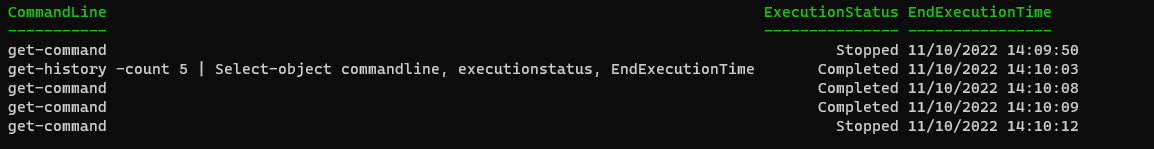 CommandLine ExecutionStatus EndExecutionTime
----------- --------------- ----------------
get-command Stopped 11/10/2022 14:09:50
get-history -count 5 | Select-object commandline, executionstatus, EndExecutionTime Completed 11/10/2022 14:10:03
get-command Completed 11/10/2022 14:10:08
get-command Completed 11/10/2022 14:10:09
get-command Stopped 11/10/2022 14:10:12